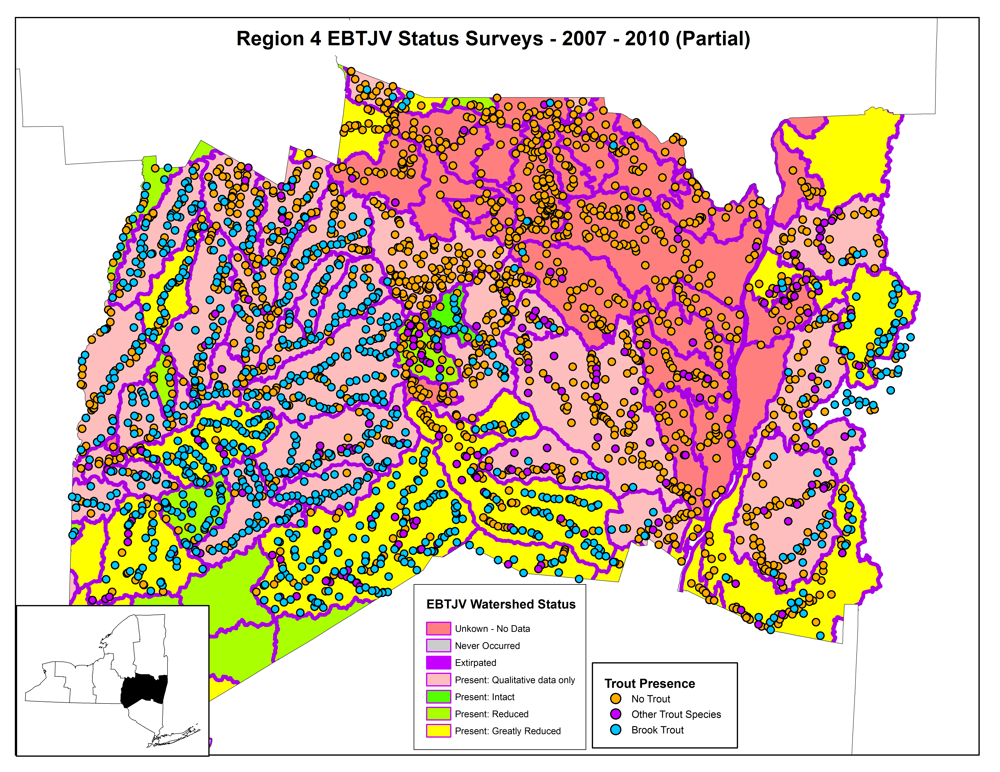 Region 4 EBTJV Status Surveys - 2007 - 2010 (Partial)
EBTJV Watershed Status
Unkown - No Data
Never Occurred
Extirpated
Present: Qualitative data only
Present: Intact
Present: Reduced
Present: Greatly Reduced
Trout Presence
No Trout
Other Trout Species
Brook Trout